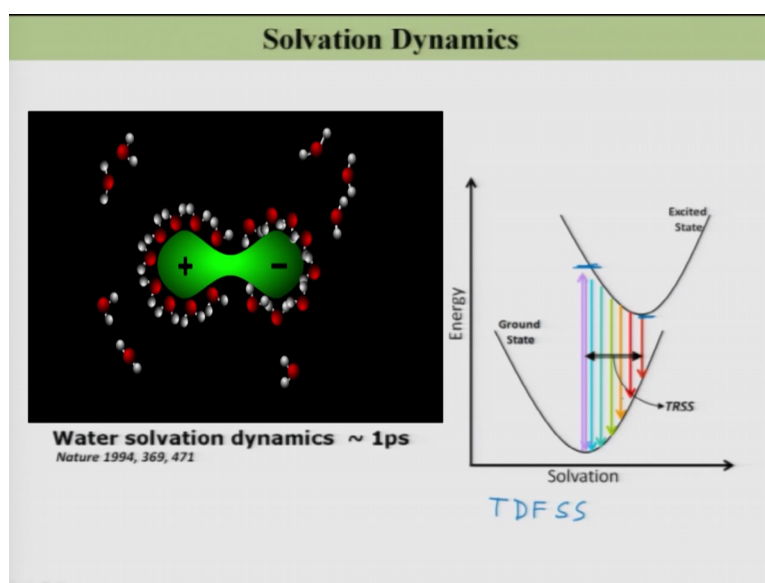 Solvation Dynamics
+
−
Water solvation dynamics ~ 1ps
Nature 1994, 369, 471
Energy
Excited
State
Ground
State
TRSS
Solvation
TDFSS